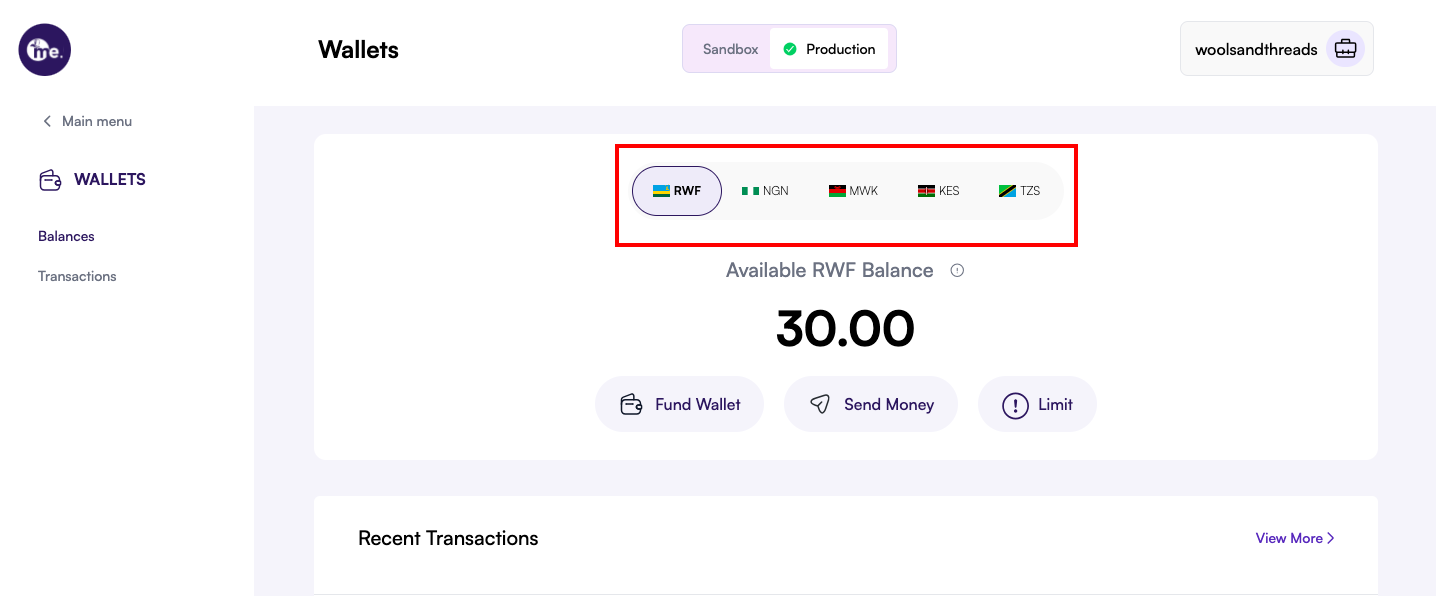 me.
Wallets
Sandbox
Production
woolsandthreads
Main menu
WALLETS
Balances
Transactions
RWF
NGN
MWK
KES
TZS
Available RWF Balance
30.00
Fund Wallet
Send Money
Limit
Recent Transactions
View More